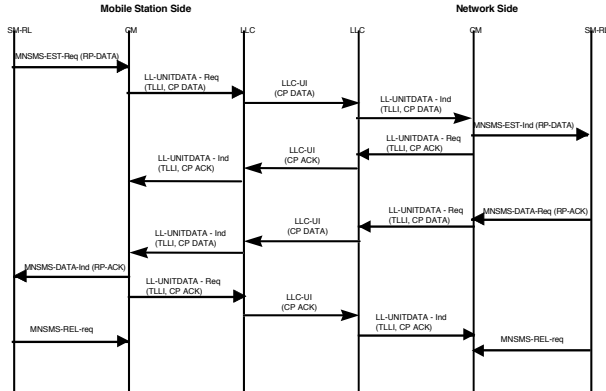 Mobile Station Side Network Side
SM-RL CM LLC LLC CM SM-RL
MNSMS-EST-Req (RP-DATA)
LL-UNITDATA - Req
(TLLI, CP DATA)
LLC-UI
(CP DATA)
LL-UNITDATA - Ind
(TLLI, CP DATA)
MNSMS-EST-Ind (RP-DATA)
LL-UNITDATA - Req
(TLLI, CP ACK)
LLC-UI
(CP ACK)
LL-UNITDATA - Ind
(TLLI, CP ACK)
MNSMS-DATA-Req (RP-ACK)
LL-UNITDATA - Req
(TLLI, CP DATA)
LLC-UI
(CP DATA)
LL-UNITDATA - Ind
(TLLI, CP DATA)
MNSMS-DATA-Ind (RP-ACK)
LL-UNITDATA - Req
(TLLI, CP ACK)
LLC-UI
(CP ACK)
LL-UNITDATA - Ind
(TLLI, CP ACK)
MNSMS-REL-req
MNSMS-REL-req